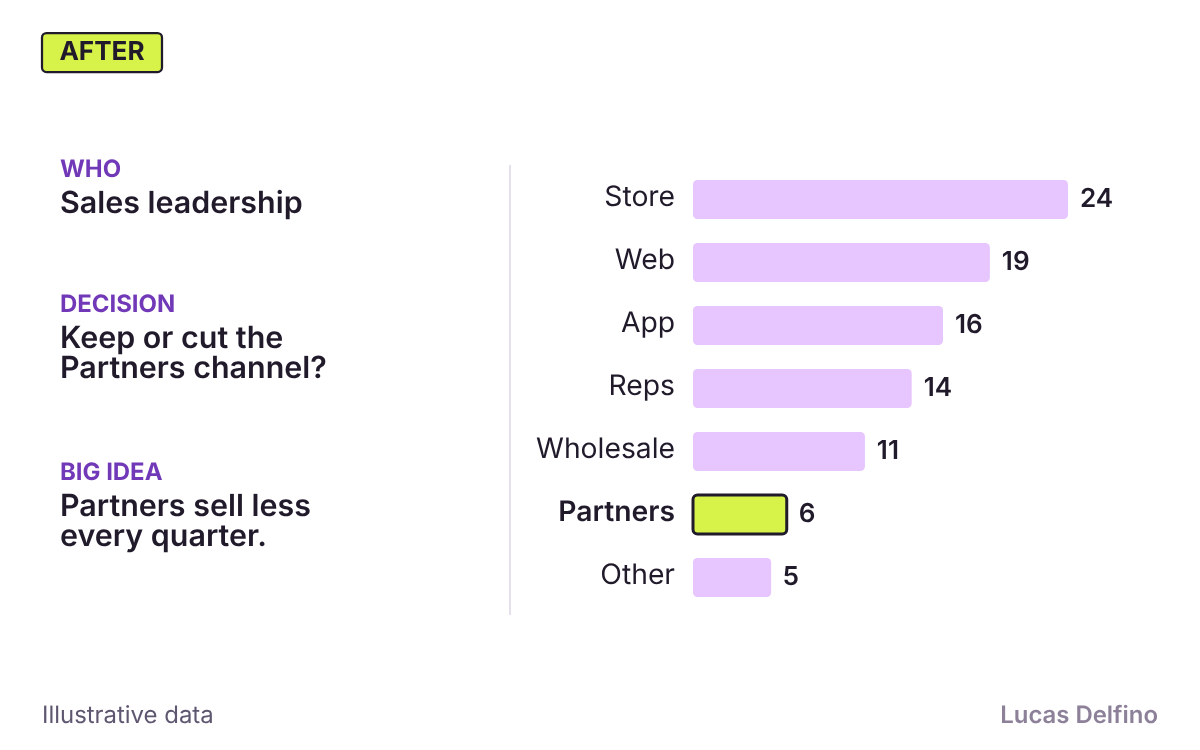 AFTER
WHO
Sales leadership
DECISION
Keep or cut the
Partners channel?
BIG IDEA
Partners sell less
every quarter.
Store 24
Web 19
App 16
Reps 14
Wholesale 11
Partners 6
Other 5
Illustrative data
Lucas Delfino